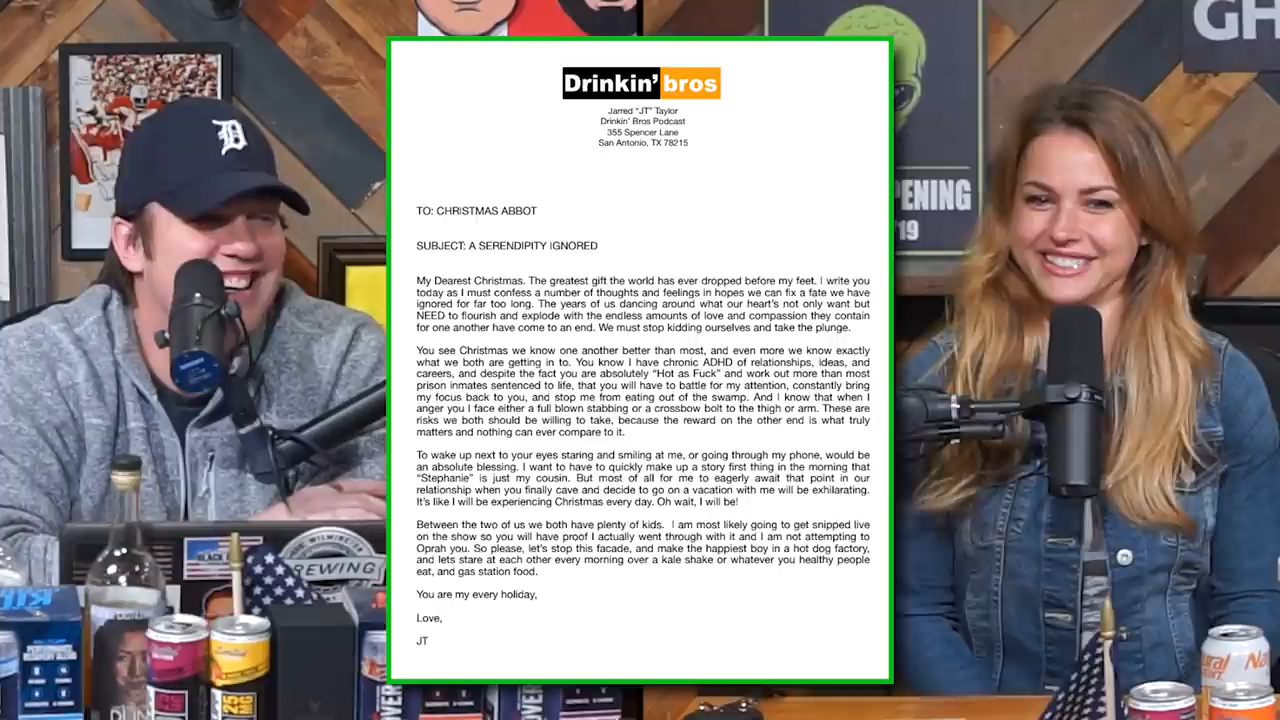 Drinkin' bros
Jarred "JT" Taylor
Drinkin' Bros Podcast
355 Spencer Lane
San Antonio, TX 78215
TO: CHRISTMAS ABBOT
SUBJECT: A SERENDIPITY IGNORED
My Dearest Christmas. The greatest gift the world has ever dropped before my feet. I write you
today as I must confess a number of thoughts and feelings in hopes we can fix a fate we have
ignored for far too long. The years of us dancing around what our heart's not only want but
NEED to flourish and explode with the endless amounts of love and compassion they contain
for one another have come to an end. We must stop kidding ourselves and take the plunge.
You see Christmas we know one another better than most, and even more we know exactly
what we both are getting in to. You know I have chronic ADHD of relationships, ideas, and
careers, and despite the fact you are absolutely "Hot as Fuck" and work out more than most
prison inmates sentenced to life, that you will have to battle for my attention, constantly bring
my focus back to you, and stop me from eating out of the swamp. And I know that when I
anger you I face either a full blown stabbing or a crossbow bolt to the thigh or arm. These are
risks we both should be willing to take, because the reward on the other end is what truly
matters and nothing can ever compare to it.
To wake up next to your eyes staring and smiling at me, or going through my phone, would be
an absolute blessing. I want to have to quickly make up a story first thing in the morning that
"Stephanie" is just my cousin. But most of all for me to eagerly await that point in our
relationship when you finally cave and decide to go on a vacation with me will be exhilarating.
It's like I will be experiencing Christmas every day. Oh wait, I will be!
Between the two of us we both have plenty of kids. I am most likely going to get snipped live
on the show so you will have proof I actually went through with it and I am not attempting to
Oprah you. So please, let's stop this facade, and make the happiest boy in a hot dog factory,
and lets stare at each other every morning over a kale shake or whatever you healthy people
eat, and gas station food.
You are my every holiday,
Love,
JT
D
GH
PENING
/19
WILMINGTON
BREWING